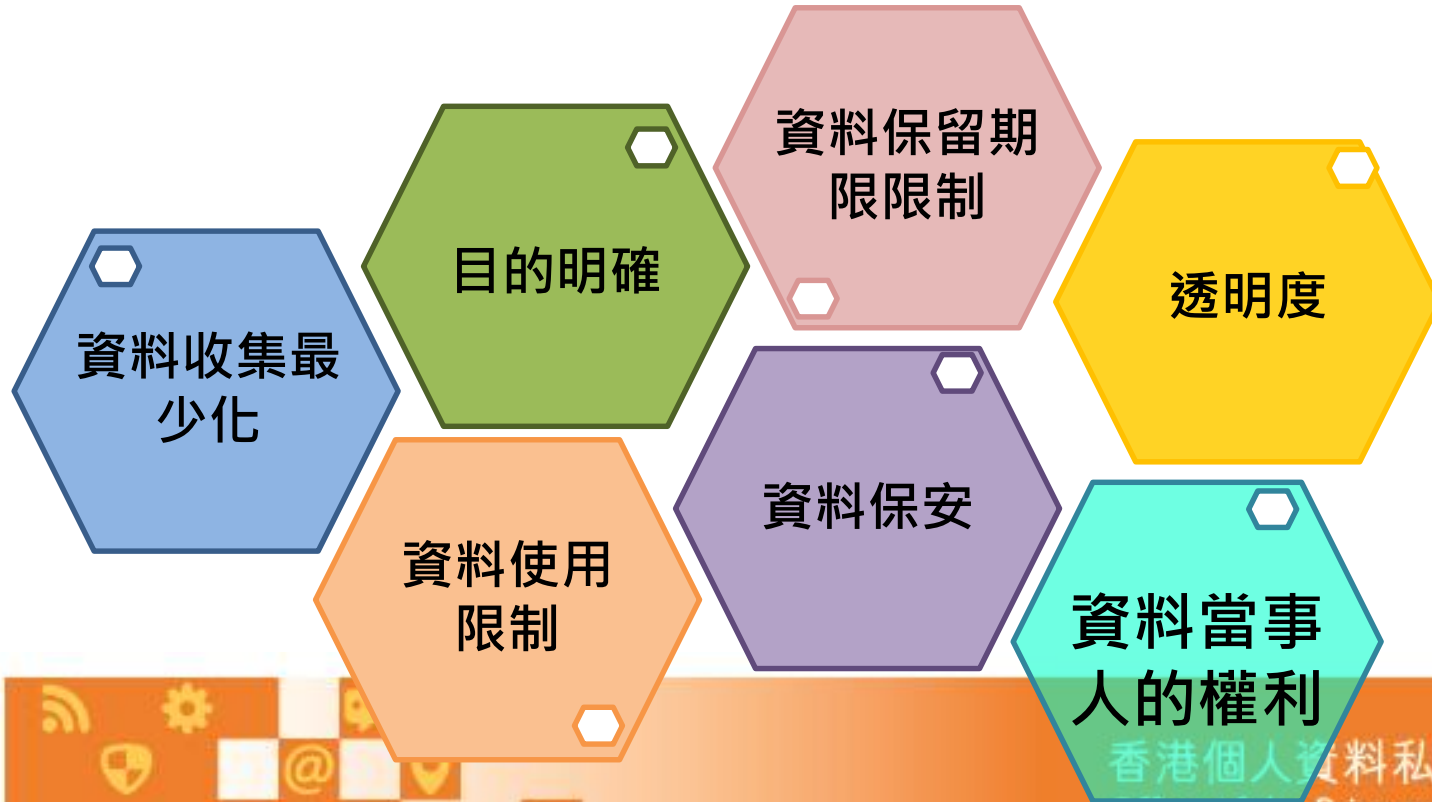 資料保留期
限限制
目的明確
透明度
資料收集最
少化
資料保安
資料使用
限制
資料當事
人的權利
@
香港個人資料私